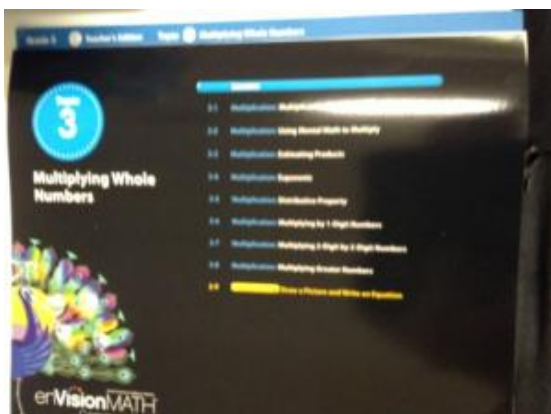 Teacher's Edition Topic 3 Multiplying Whole Numbers
Topic
3
Multiplying Whole
Numbers
Lessons
3-1 Multiplication:
3-2 Multiplication: Using Mental Math to Multiply
3-3 Multiplication: Estimating Products
3-4 Multiplication: Exponents
3-5 Multiplication: Distributive Property
3-6 Multiplication: Multiplying by 1-Digit Numbers
3-7 Multiplication: Multiplying 2-Digit by 2-Digit Numbers
3-8 Multiplication: Multiplying Greater Numbers
3-9 Draw a Picture and Write an Equation
enVisionMATH